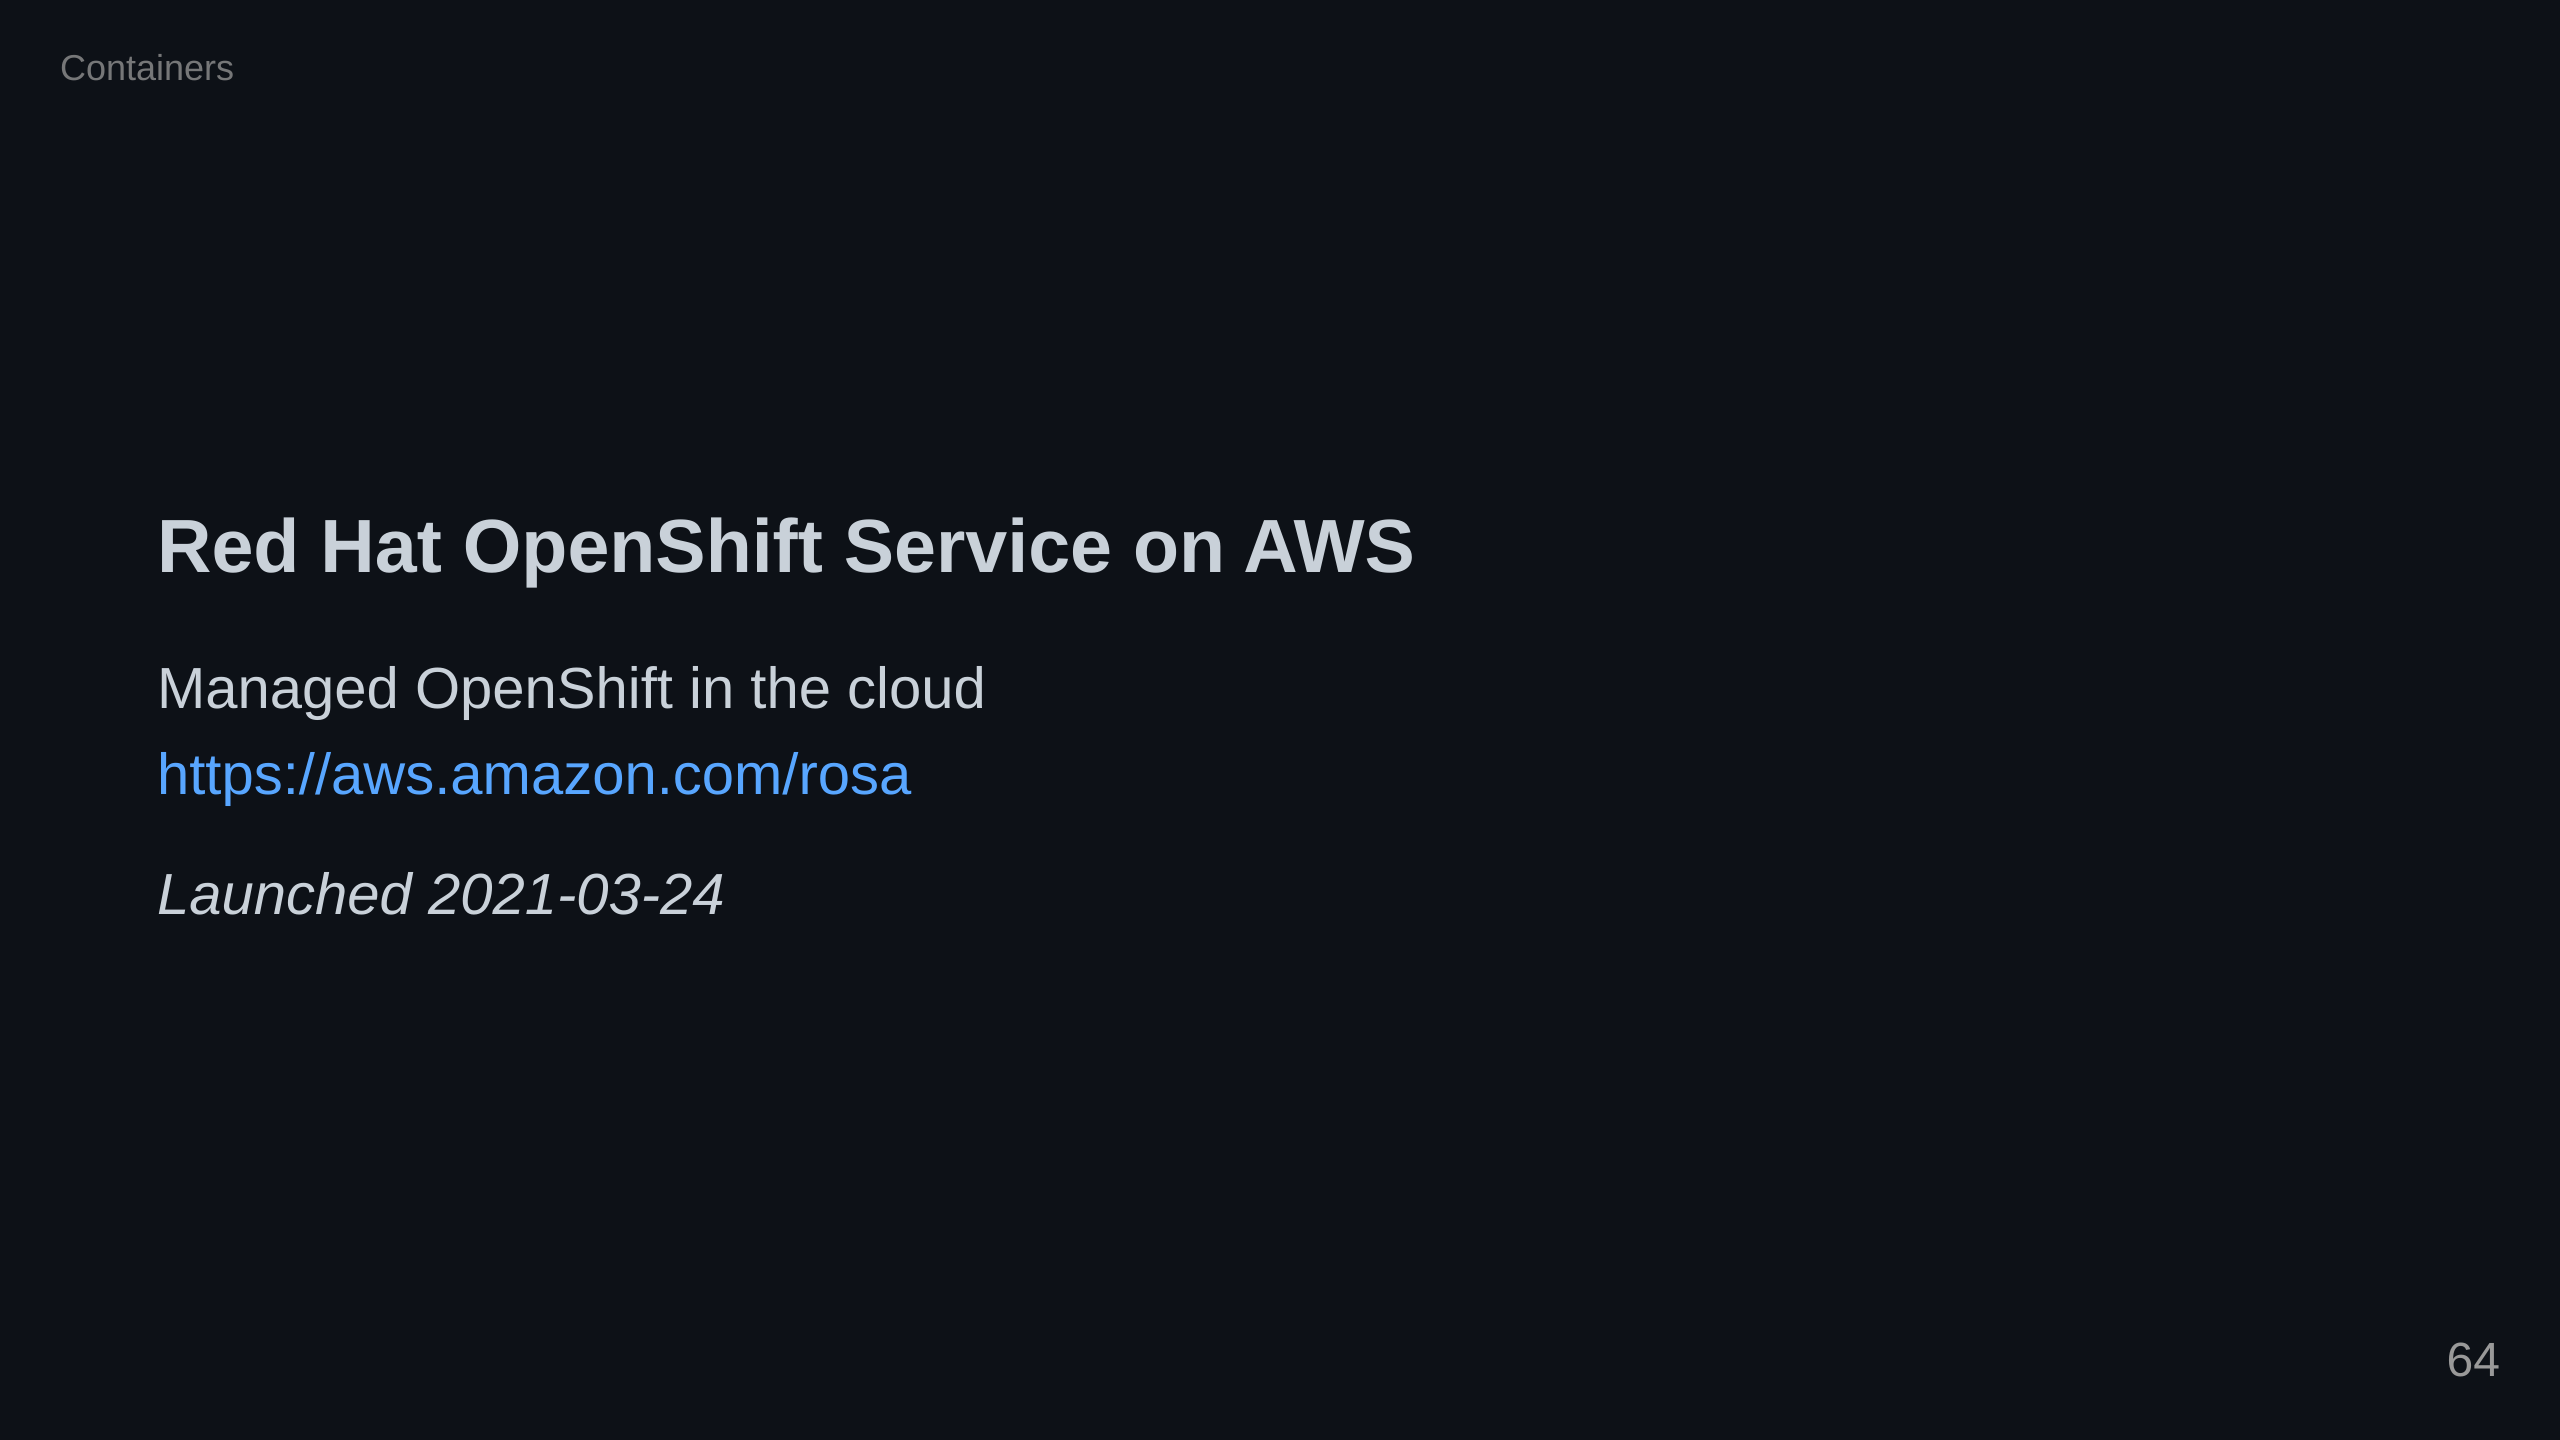 Containers
Red Hat OpenShift Service on AWS
Managed OpenShift in the cloud
https://aws.amazon.com/rosa
Launched 2021-03-24
64